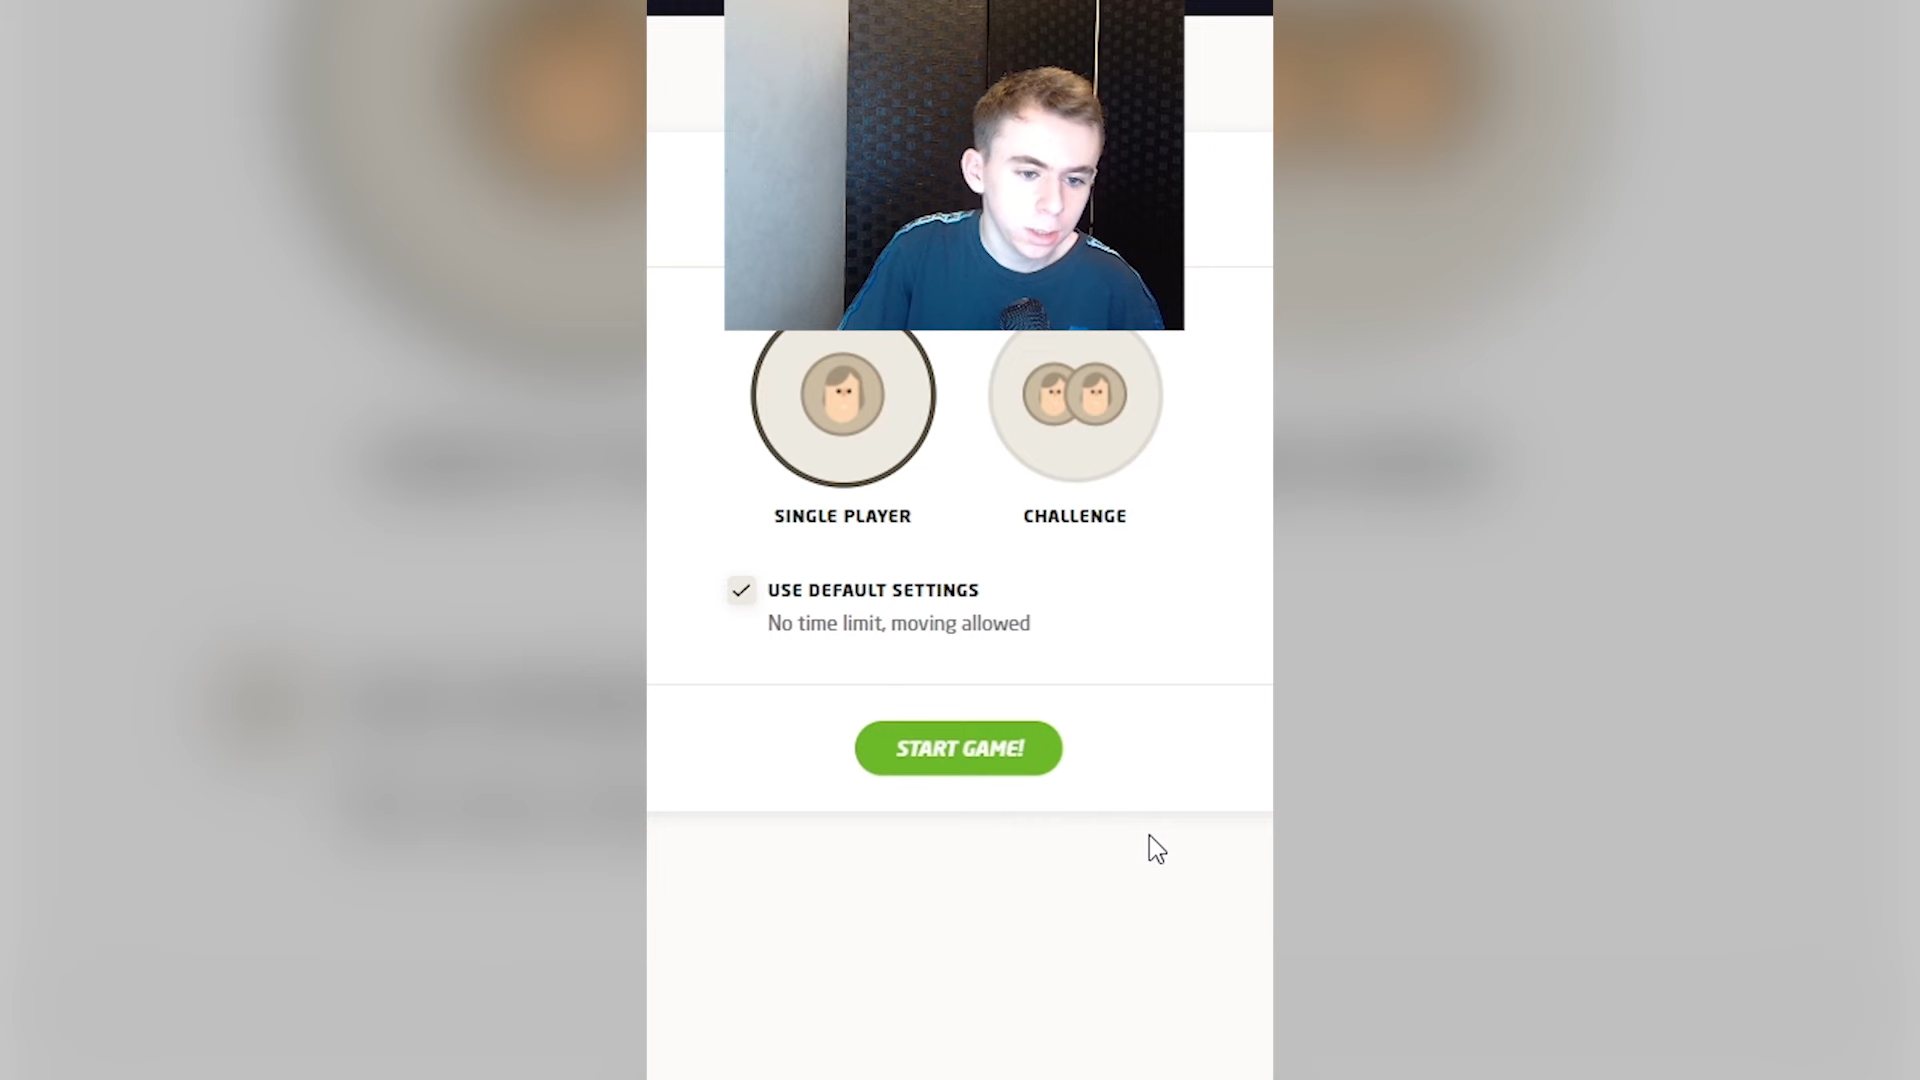 SINGLE PLAYER
CHALLENGE
USE DEFAULT SETTINGS
No time limit, moving allowed
START GAME!